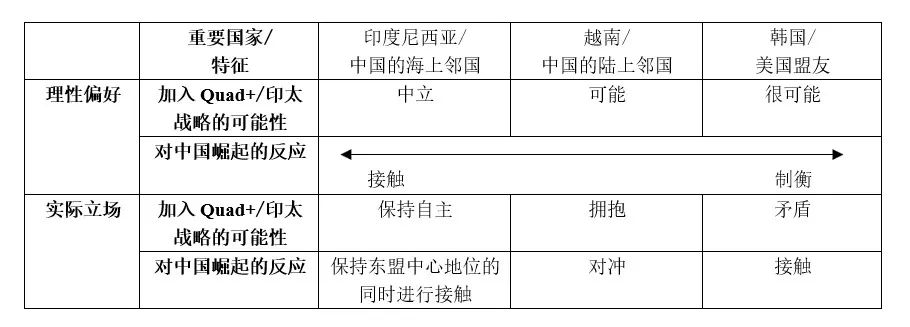 重要国家/
特征
印度尼西亚/
中国的海上邻国
越南/
中国的陆上邻国
韩国/
美国盟友
理性偏好
加入 Quad+/印太
战略的可能性
中立
可能
很可能
对中国崛起的反应
接触
制衡
实际立场
加入 Quad+/印太
战略的可能性
保持自主
拥抱
矛盾
对中国崛起的反应
保持东盟中心地位的
同时进行接触
对冲
接触